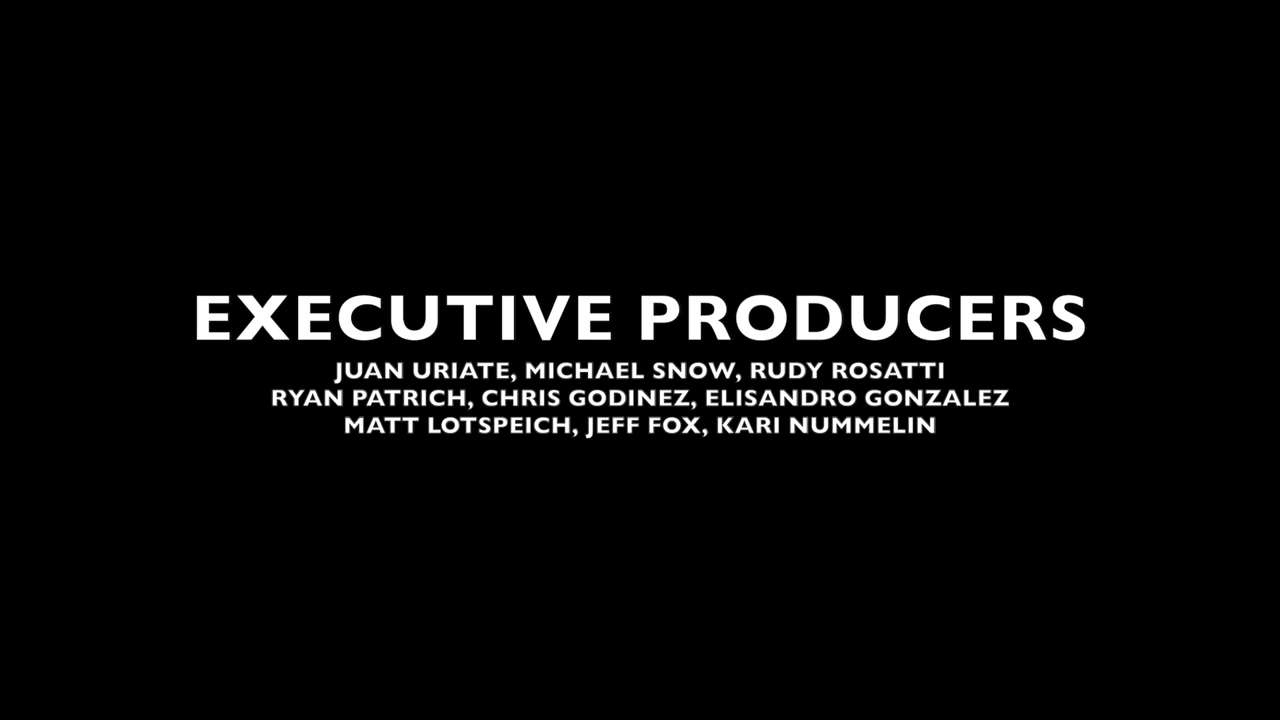 EXECUTIVE PRODUCERS
JUAN URIATE, MICHAEL SNOW, RUDY ROSATTI
RYAN PATRICH, CHRIS GODINEZ, ELISANDRO GONZALEZ
MATT LOTSPEICH, JEFF FOX, KARI NUMMELIN